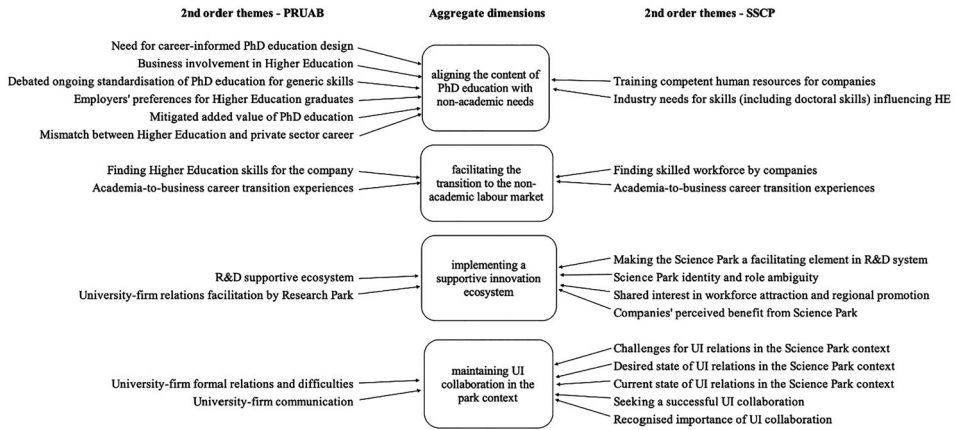 2nd order themes - PRUAB
Aggregate dimensions
2nd order themes - SSCP
Need for career-informed PhD education design
Business involvement in Higher Education
Debated ongoing standardisation of PhD education for generic skills
Employers' preferences for Higher Education graduates
Mitigated added value of PhD education
Mismatch between Higher Education and private sector career
aligning the content of
PhD education with
non-academic needs
Training competent human resources for companies
Industry needs for skills (including doctoral skills) influencing HE
Finding Higher Education skills for the company
Academia-to-business career transition experiences
facilitating the
transition to the non-
academic labour market
Finding skilled workforce by companies
Academia-to-business career transition experiences
R&D supportive ecosystem
University-firm relations facilitation by Research Park
implementing a
supportive innovation
ecosystem
Making the Science Park a facilitating element in R&D system
Science Park identity and role ambiguity
Shared interest in workforce attraction and regional promotion
Companies' perceived benefit from Science Park
University-firm formal relations and difficulties
University-firm communication
maintaining UI
collaboration in the
park context
Challenges for UI relations in the Science Park context
Desired state of UI relations in the Science Park context
Current state of UI relations in the Science Park context
Seeking a successful UI collaboration
Recognised importance of UI collaboration